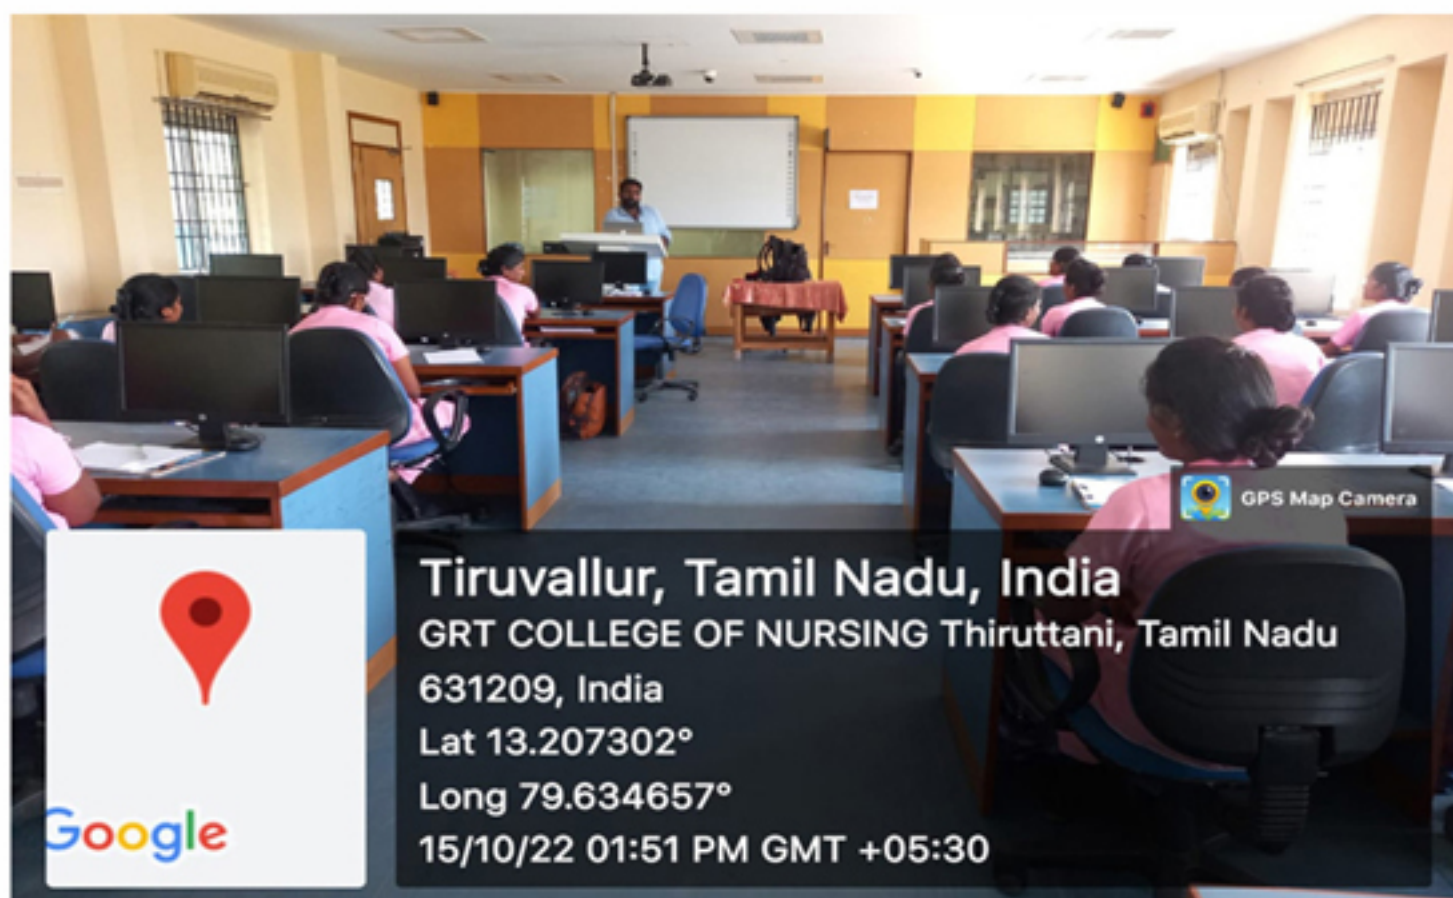 GPS Map Camera
Tiruvallur, Tamil Nadu, India
GRT COLLEGE OF NURSING Thiruttani, Tamil Nadu
631209, India
Lat 13.207302°
Long 79.634657°
15/10/22 01:51 PM GMT +05:30
Google